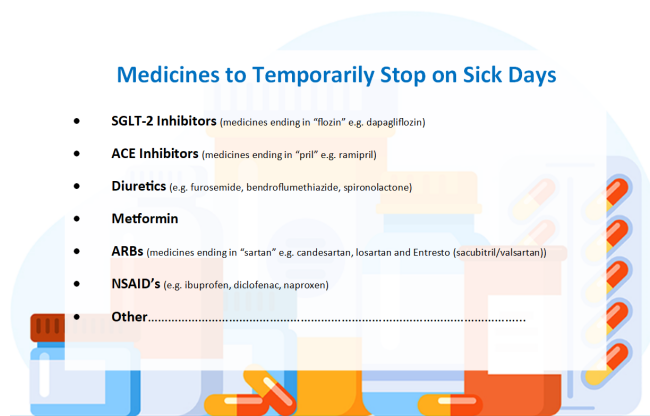 Medicines to Temporarily Stop on Sick Days
• SGLT-2 Inhibitors (medicines ending in “flozin” e.g. dapagliflozin)
• ACE Inhibitors (medicines ending in “pril” e.g. ramipril)
• Diuretics (e.g. furosemide, bendroflumethiazide, spironolactone)
• Metformin
• ARBs (medicines ending in “sartan” e.g. candesartan, losartan and Entresto (sacubitril/valsartan))
• NSAID’s (e.g. ibuprofen, diclofenac, naproxen)
• Other...........................................................................................................